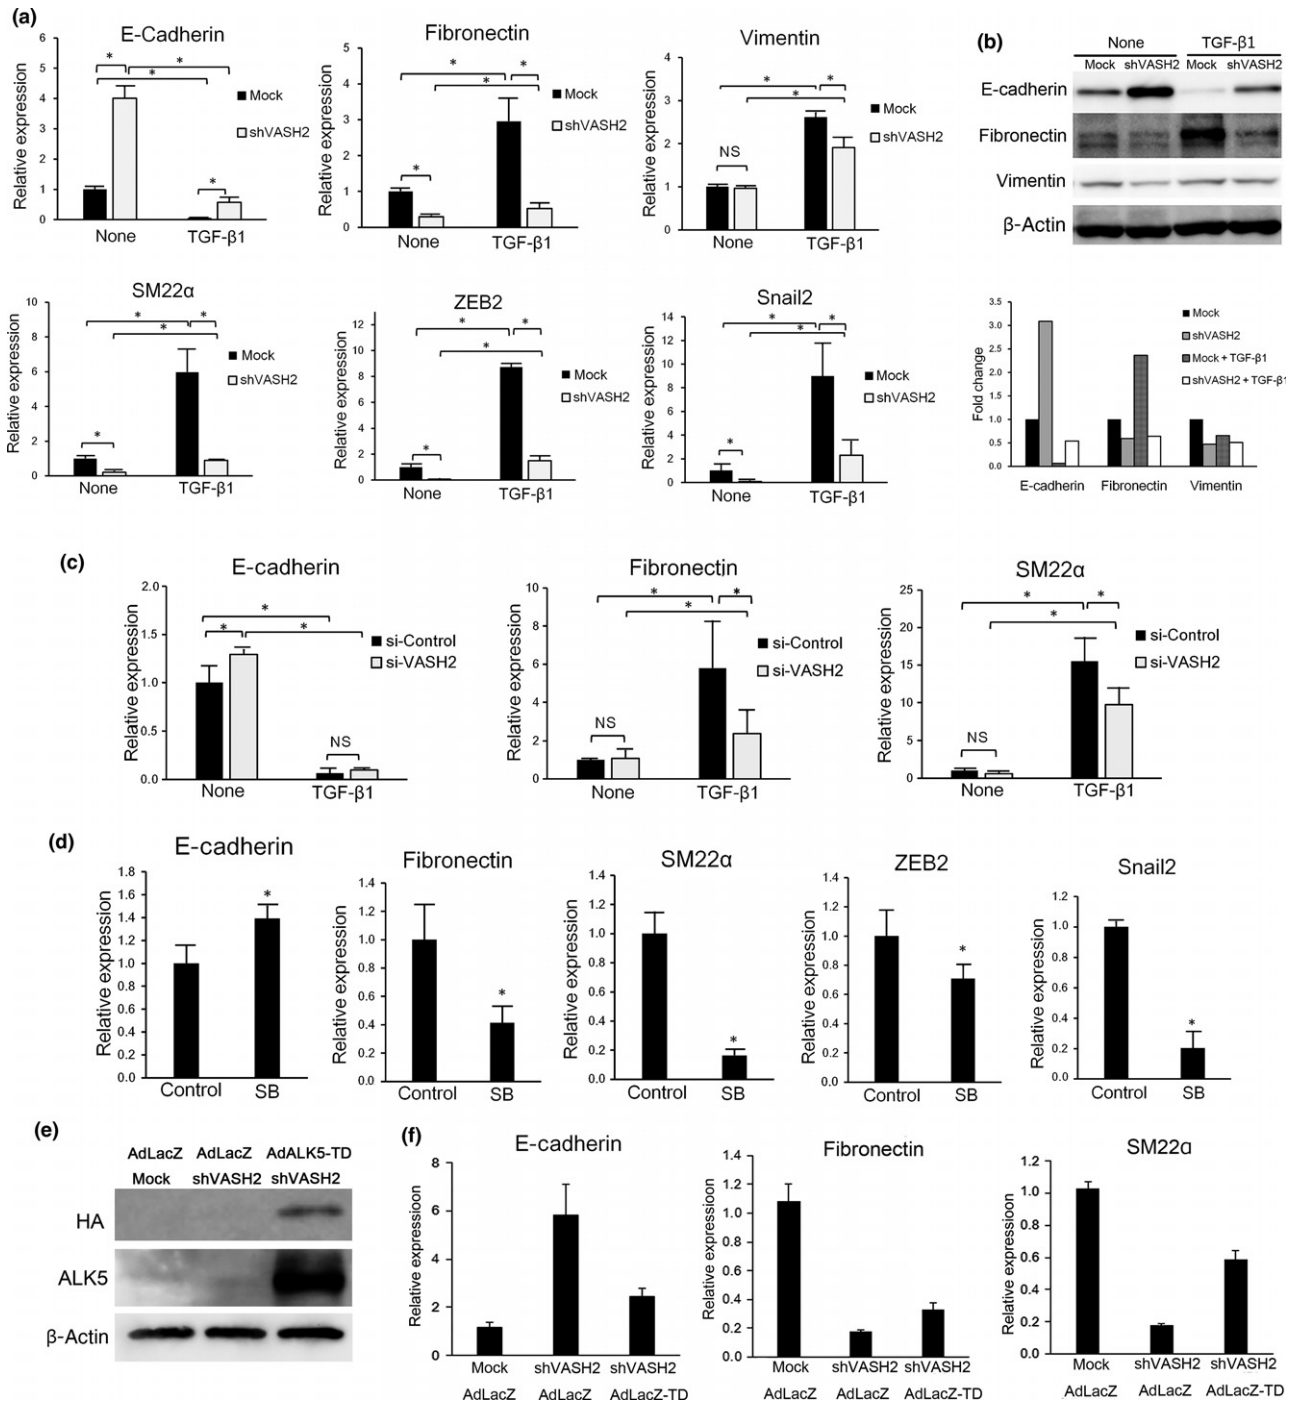 (a)
E-Cadherin
Relative expression
6
5
4
3
2
1
0
* * * *
Mock
shVASH2
None TGF-β1
Fibronectin
Relative expression
5
4
3
2
1
0
* * * *
Mock
shVASH2
None TGF-β1
Vimentin
Relative expression
4
3
2
1
0
* * * NS
Mock
shVASH2
None TGF-β1
(b)
None TGF-β1
Mock shVASH2 Mock shVASH2
E-cadherin
Fibronectin
Vimentin
β-Actin
SM22α
Relative expression
10
8
6
4
2
0
* * * *
Mock
shVASH2
None TGF-β1
ZEB2
Relative expression
12
10
8
6
4
2
0
* * * *
Mock
shVASH2
None TGF-β1
Snail2
Relative expression
14
12
10
8
6
4
2
0
* * * *
Mock
shVASH2
None TGF-β1
Fold change
3.5
3.0
2.5
2.0
1.5
1.0
0.5
0.0
Mock
shVASH2
Mock + TGF-β1
shVASH2 + TGF-β1
E-cadherin Fibronectin Vimentin
(c)
E-cadherin
Relative expression
2.0
1.5
1.0
0.5
0.0
* * * NS
si-Control
si-VASH2
None TGF-β1
Fibronectin
Relative expression
10
8
6
4
2
0
* * * NS
si-Control
si-VASH2
None TGF-β1
SM22α
Relative expression
25
20
15
10
5
0
* * * NS
si-Control
si-VASH2
None TGF-β1
(d)
E-cadherin
Relative expression
1.8
1.6
1.4
1.2
1.0
0.8
0.6
0.4
0.2
0.0
*
Control SB
Fibronectin
Relative expression
1.4
1.2
1.0
0.8
0.6
0.4
0.2
0.0
*
Control SB
SM22α
Relative expression
1.4
1.2
1.0
0.8
0.6
0.4
0.2
0.0
*
Control SB
ZEB2
Relative expression
1.4
1.2
1.0
0.8
0.6
0.4
0.2
0.0
*
Control SB
Snail2
Relative expression
1.2
1.0
0.8
0.6
0.4
0.2
0.0
*
Control SB
(e)
AdLacZ AdLacZ AdALK5-TD
Mock shVASH2 shVASH2
HA
ALK5
β-Actin
(f)
E-cadherin
Relative expression
8
6
4
2
0
Mock shVASH2 shVASH2
AdLacZ AdLacZ AdLacZ-TD
Fibronectin
Relative expressioon
1.4
1.2
1.0
0.8
0.6
0.4
0.2
0.0
Mock shVASH2 shVASH2
AdLacZ AdLacZ AdLacZ-TD
SM22α
Relative expressioon
1.2
1.0
0.8
0.6
0.4
0.2
0.0
Mock shVASH2 shVASH2
AdLacZ AdLacZ AdLacZ-TD